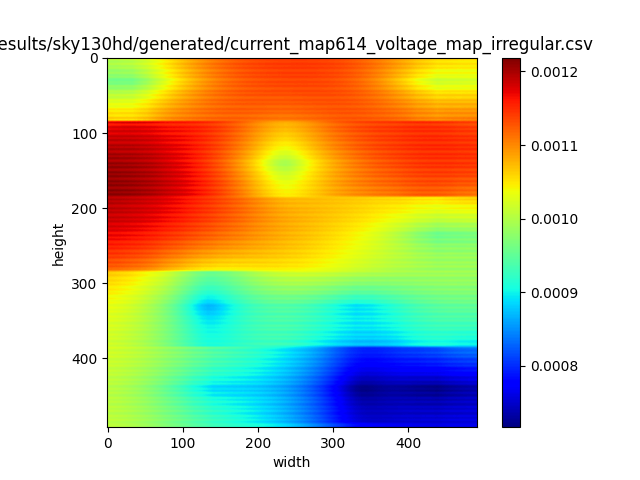 esults/sky130hd/generated/current_map614_voltage_map_irregular.csv
0
100
200
300
400
height
0 100 200 300 400
width
0.0012
0.0011
0.0010
0.0009
0.0008